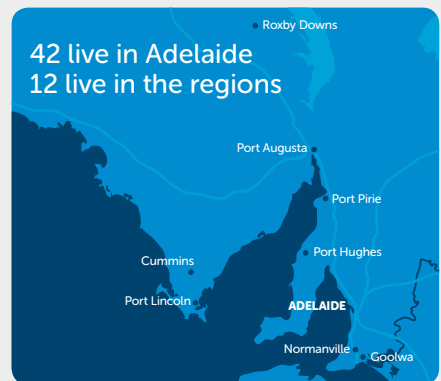 Roxby Downs
42 live in Adelaide
12 live in the regions
Port Augusta
Port Pirie
Port Hughes
Cummins
Port Lincoln
ADELAIDE
Normanville
Goolwa